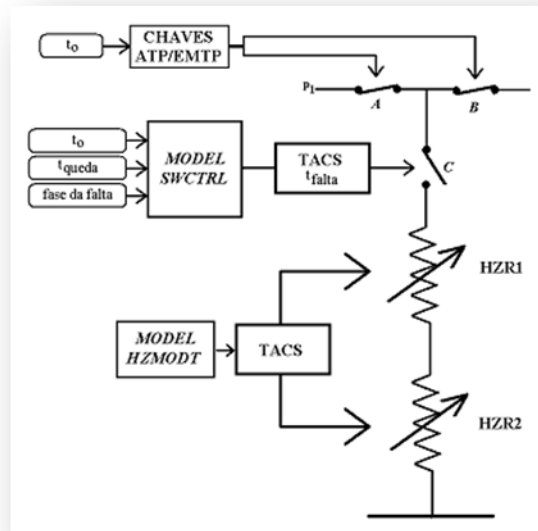 t₀
CHAVES
ATP/EMTP
P₁
A
B
t₀
t_queda
fase da falta
MODEL
SWCTRL
TACS
t_falta
C
HZR1
MODEL
HZMODT
TACS
HZR2